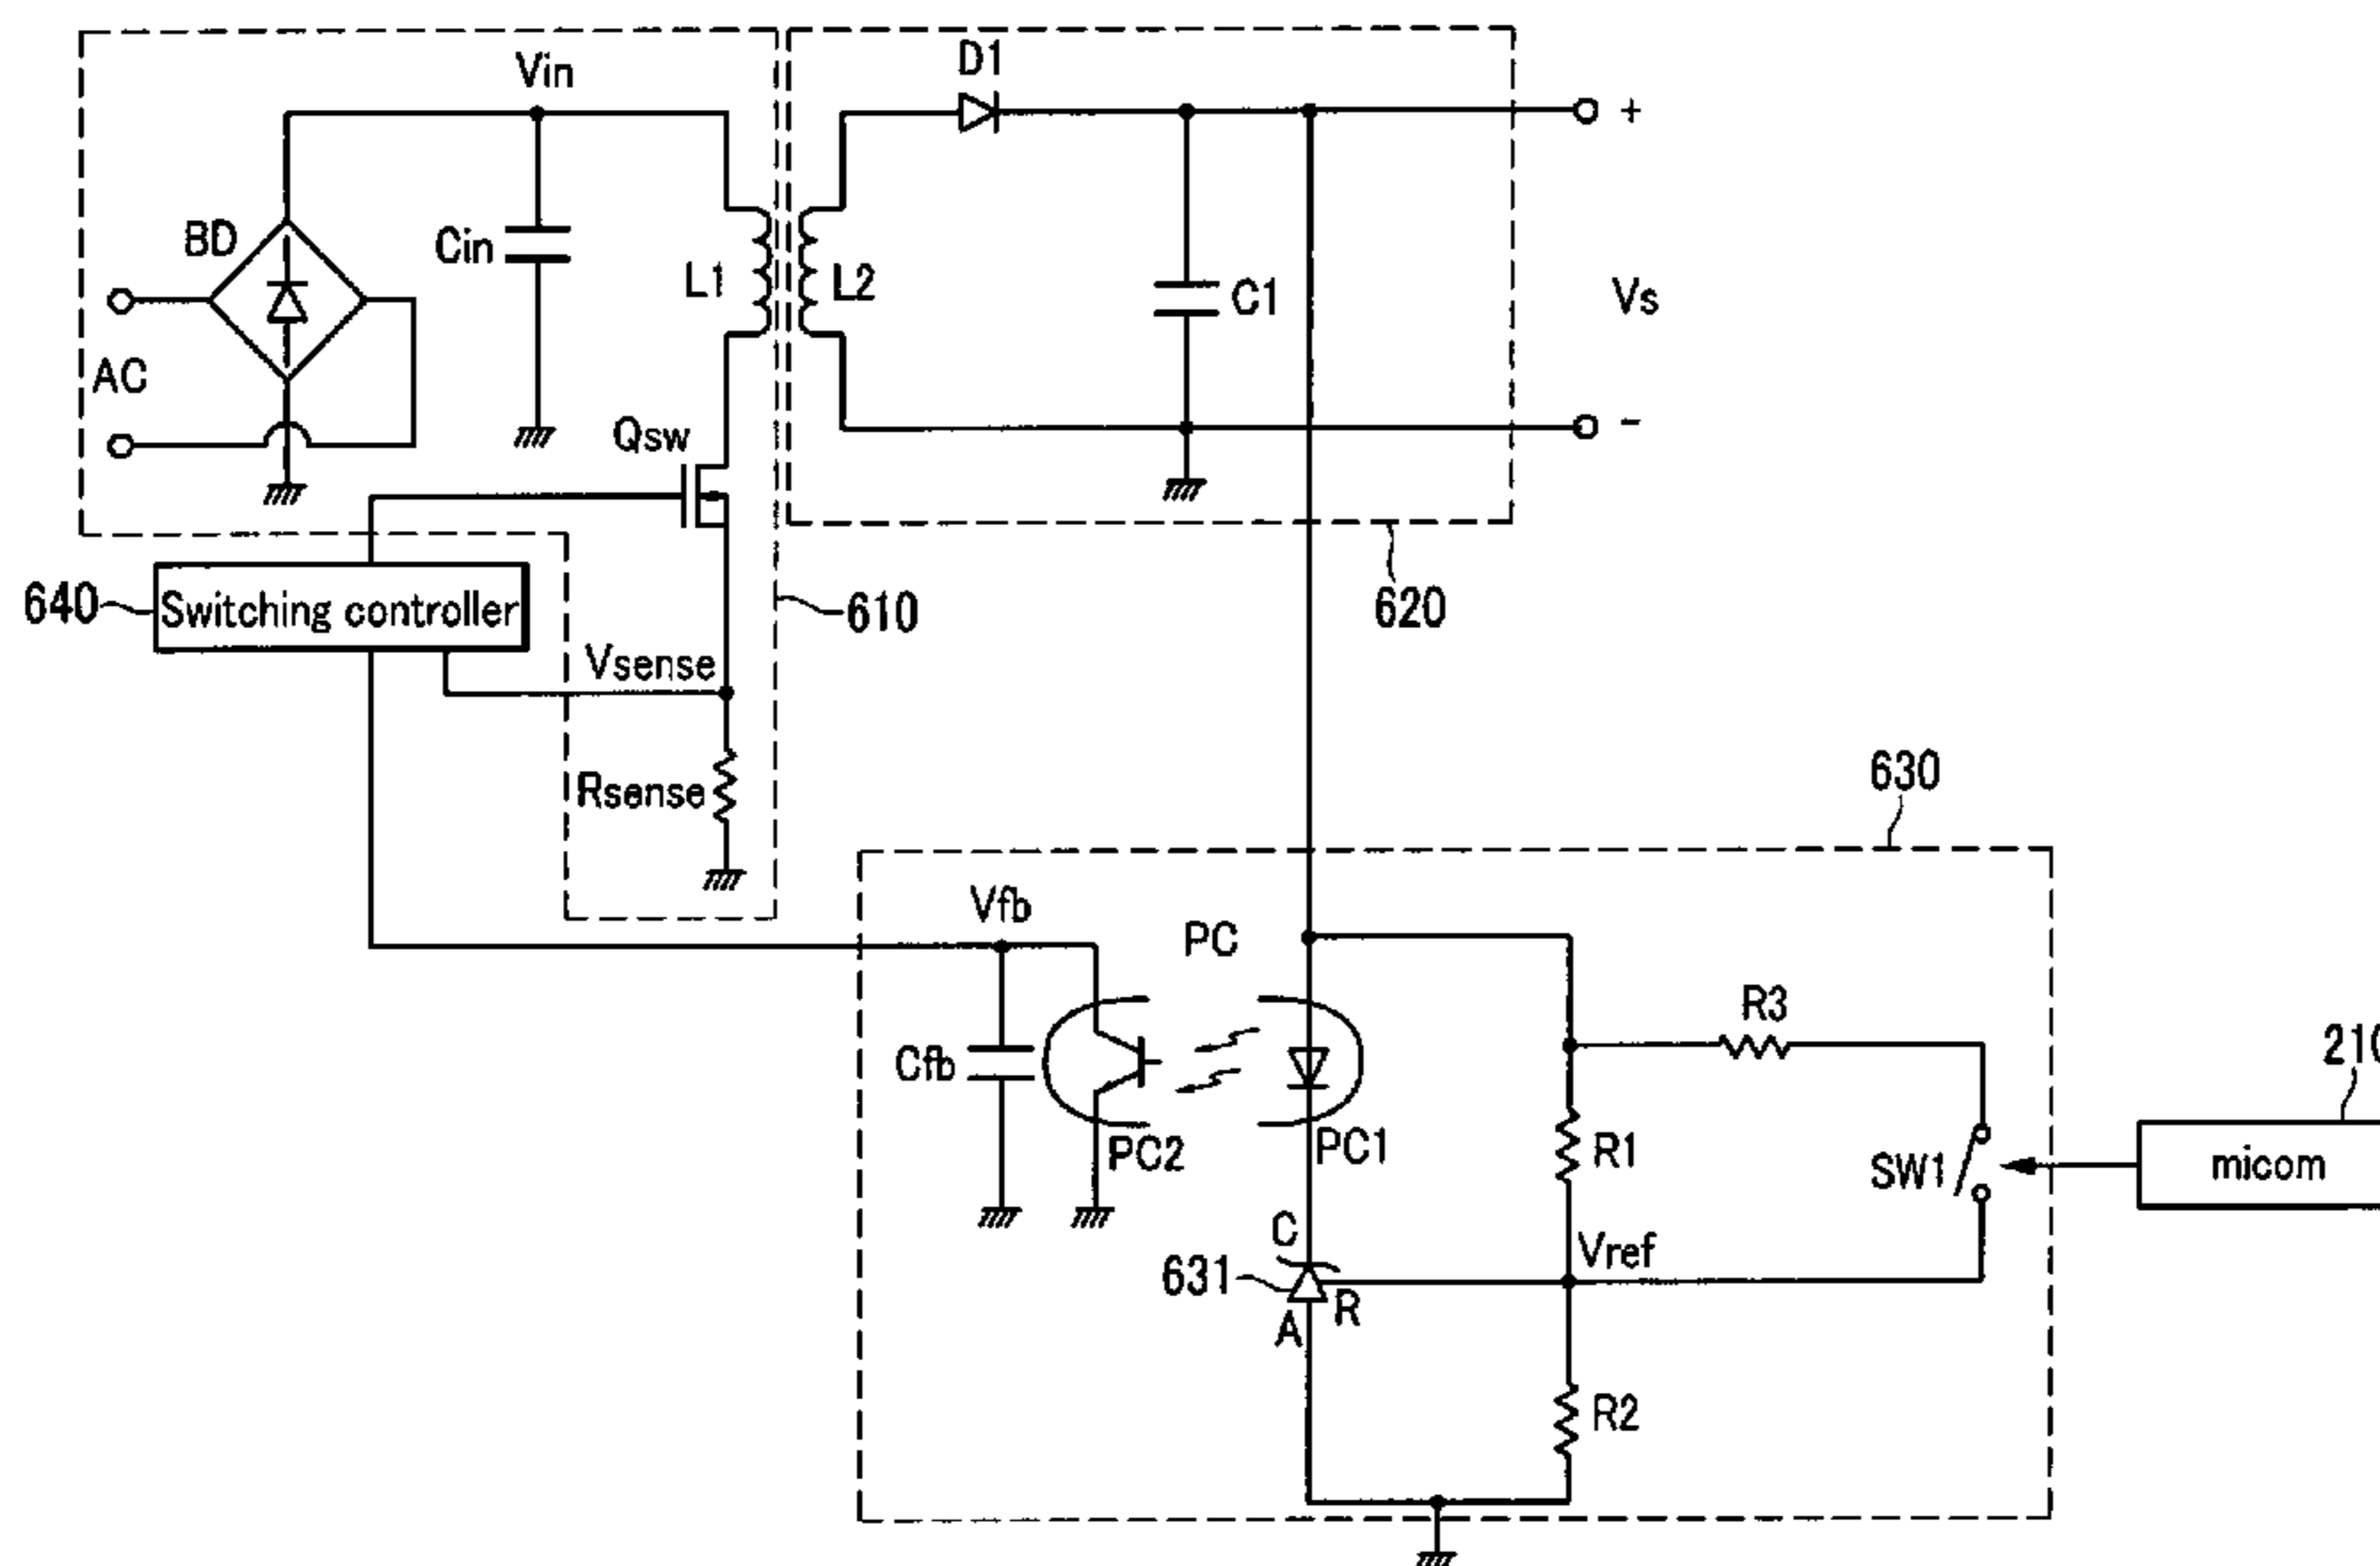 Vin
D1
+
BD
Cin
L1
L2
C1
Vs
AC
Qsw
-
640
Switching controller
610
620
Vsense
Rsense
630
Vfb
PC
R3
Cfb
PC2
PC1
R1
SW1
micom
C
Vref
631
R
A
R2